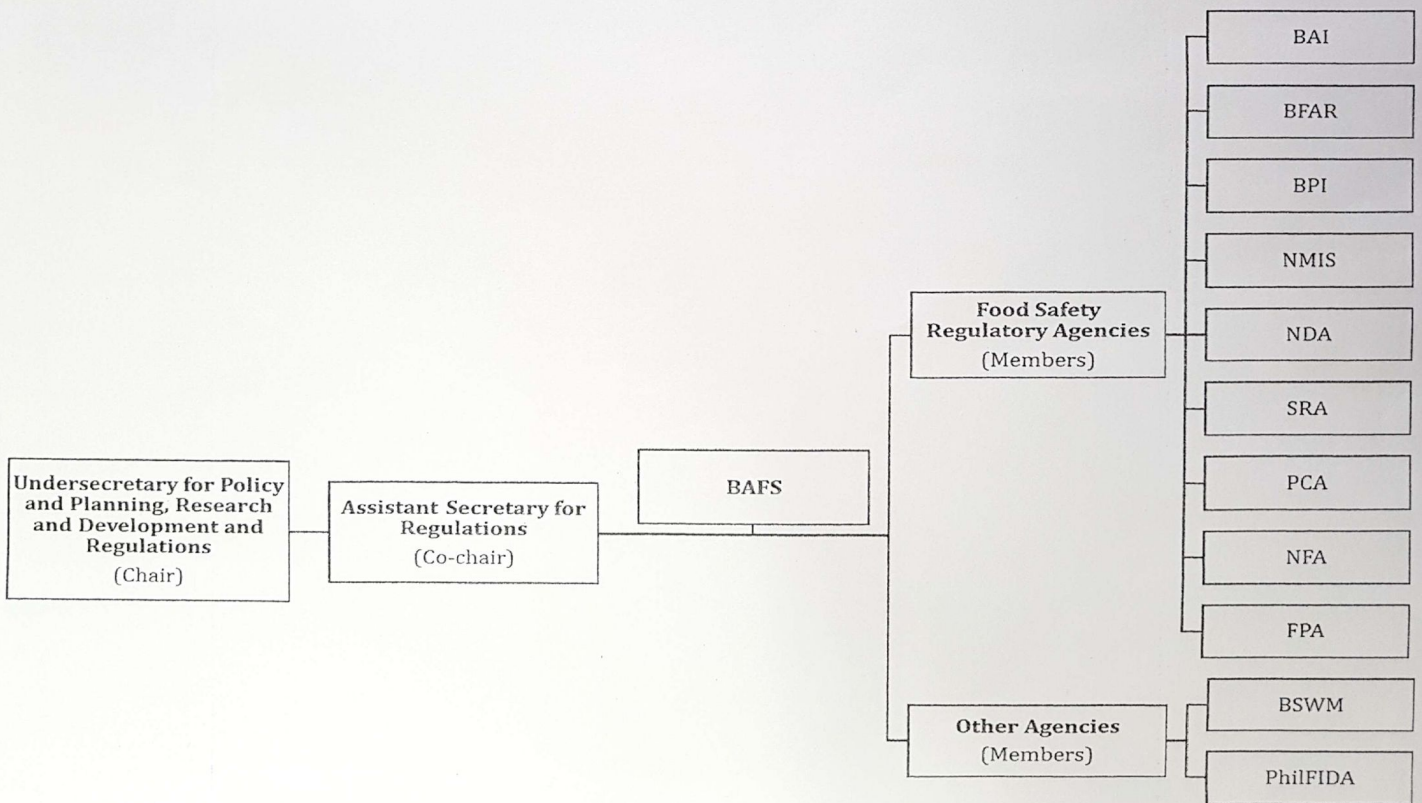 Undersecretary for Policy
and Planning, Research
and Development and
Regulations
(Chair)
Assistant Secretary for
Regulations
(Co-chair)
BAFS
Food Safety
Regulatory Agencies
(Members)
BAI
BFAR
BPI
NMIS
NDA
SRA
PCA
NFA
FPA
Other Agencies
(Members)
BSWM
PhilFIDA